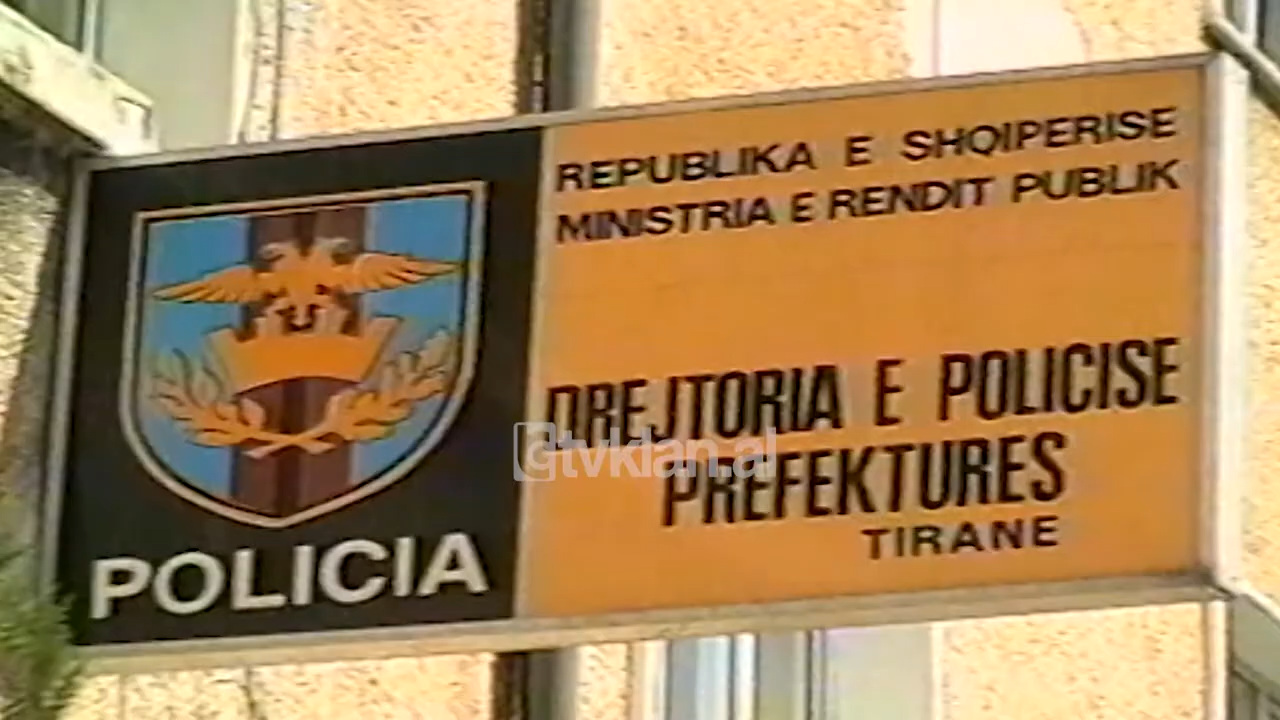 REPUBLIKA E SHQIPERISE
MINISTRIA E RENDIT PUBLIK
DREJTORIA E POLICISE
PREFEKTURES
TIRANE
POLICIA
tvklan.al